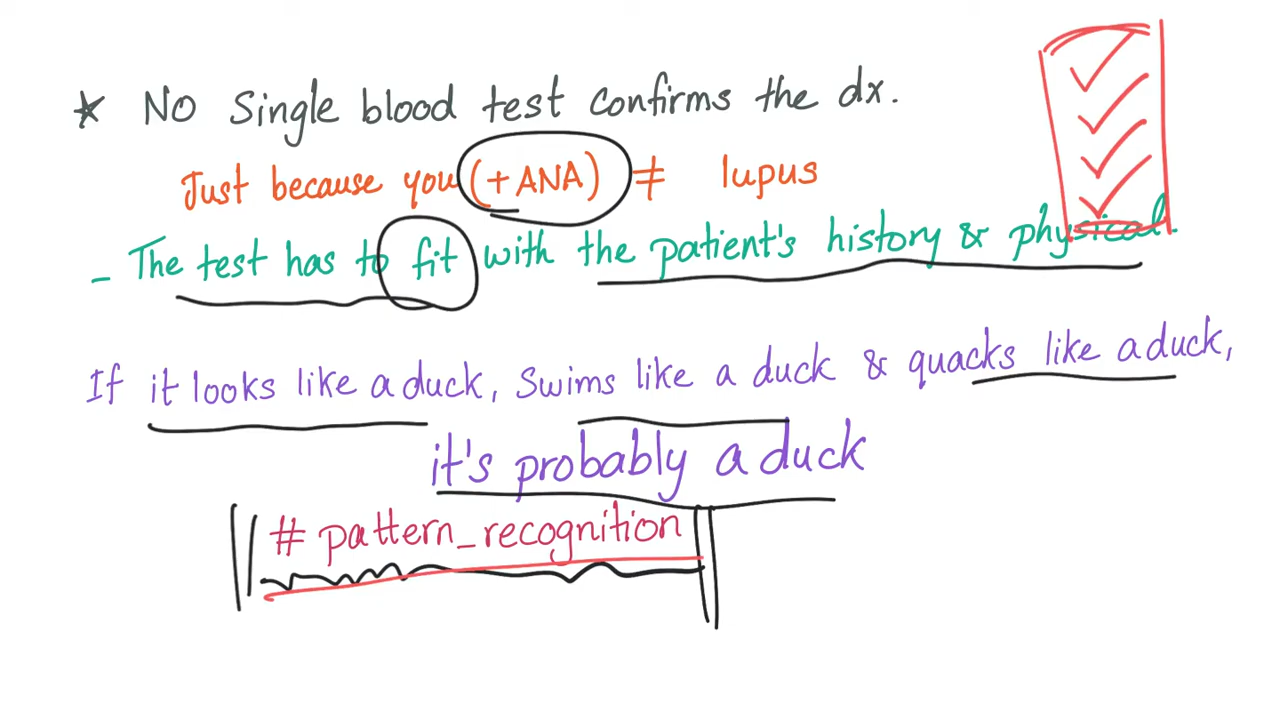 * No Single blood test confirms the dx.
Just because you (+ANA) ≠ lupus
- The test has to fit with the patient's history & physical.
If it looks like a duck, Swims like a duck & quacks like a duck,
it's probably a duck
# pattern_recognition